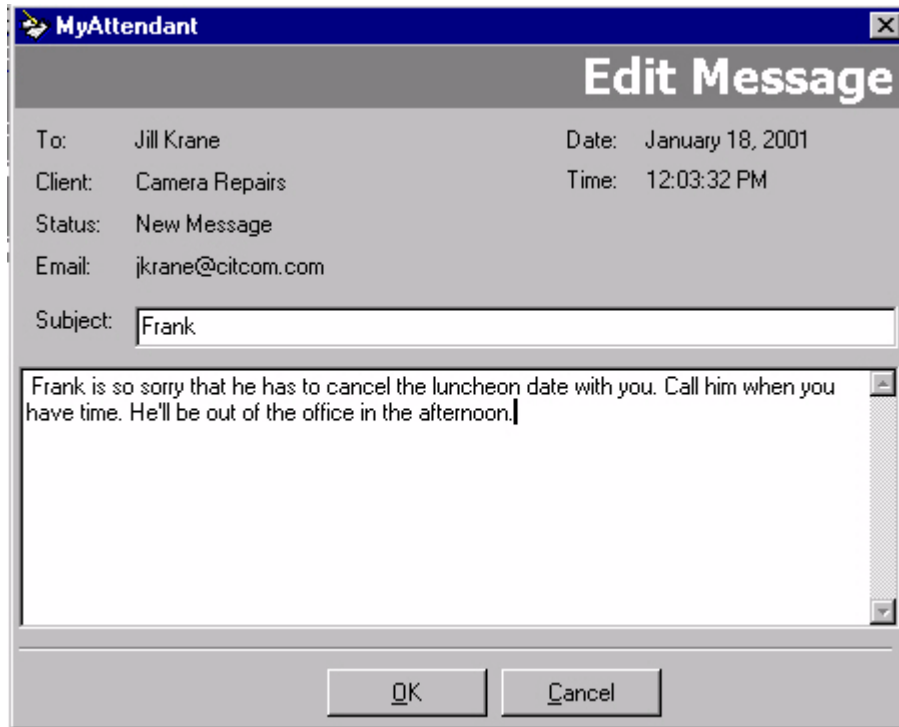 MyAttendant
Edit Message
To: Jill Krane Date: January 18, 2001
Client: Camera Repairs Time: 12:03:32 PM
Status: New Message
Email: jkrane@citcom.com
Subject: Frank
Frank is so sorry that he has to cancel the luncheon date with you. Call him when you
have time. He'll be out of the office in the afternoon.
OK Cancel